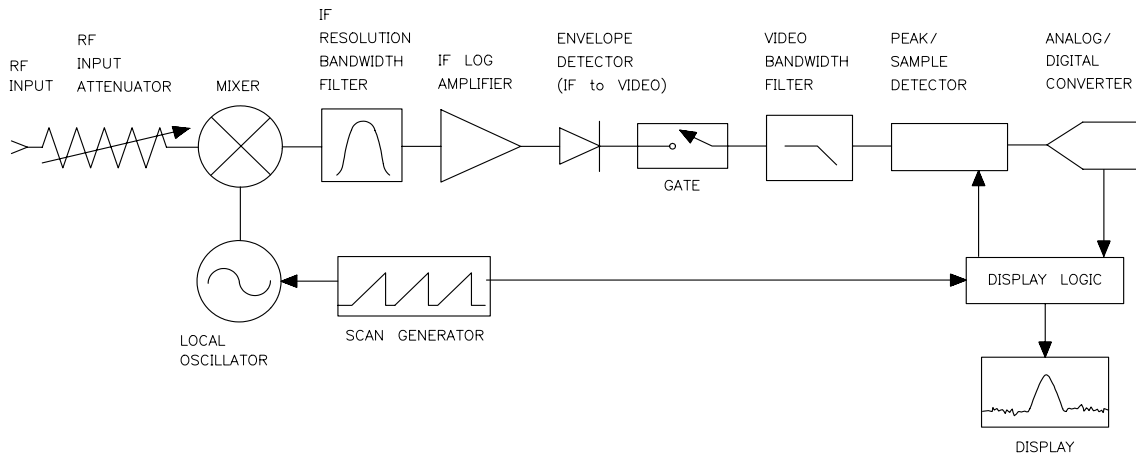 RF
INPUT
RF
INPUT
ATTENUATOR
MIXER
IF
RESOLUTION
BANDWIDTH
FILTER
IF LOG
AMPLIFIER
ENVELOPE
DETECTOR
(IF to VIDEO)
GATE
VIDEO
BANDWIDTH
FILTER
PEAK/
SAMPLE
DETECTOR
ANALOG/
DIGITAL
CONVERTER
LOCAL
OSCILLATOR
SCAN GENERATOR
DISPLAY LOGIC
DISPLAY